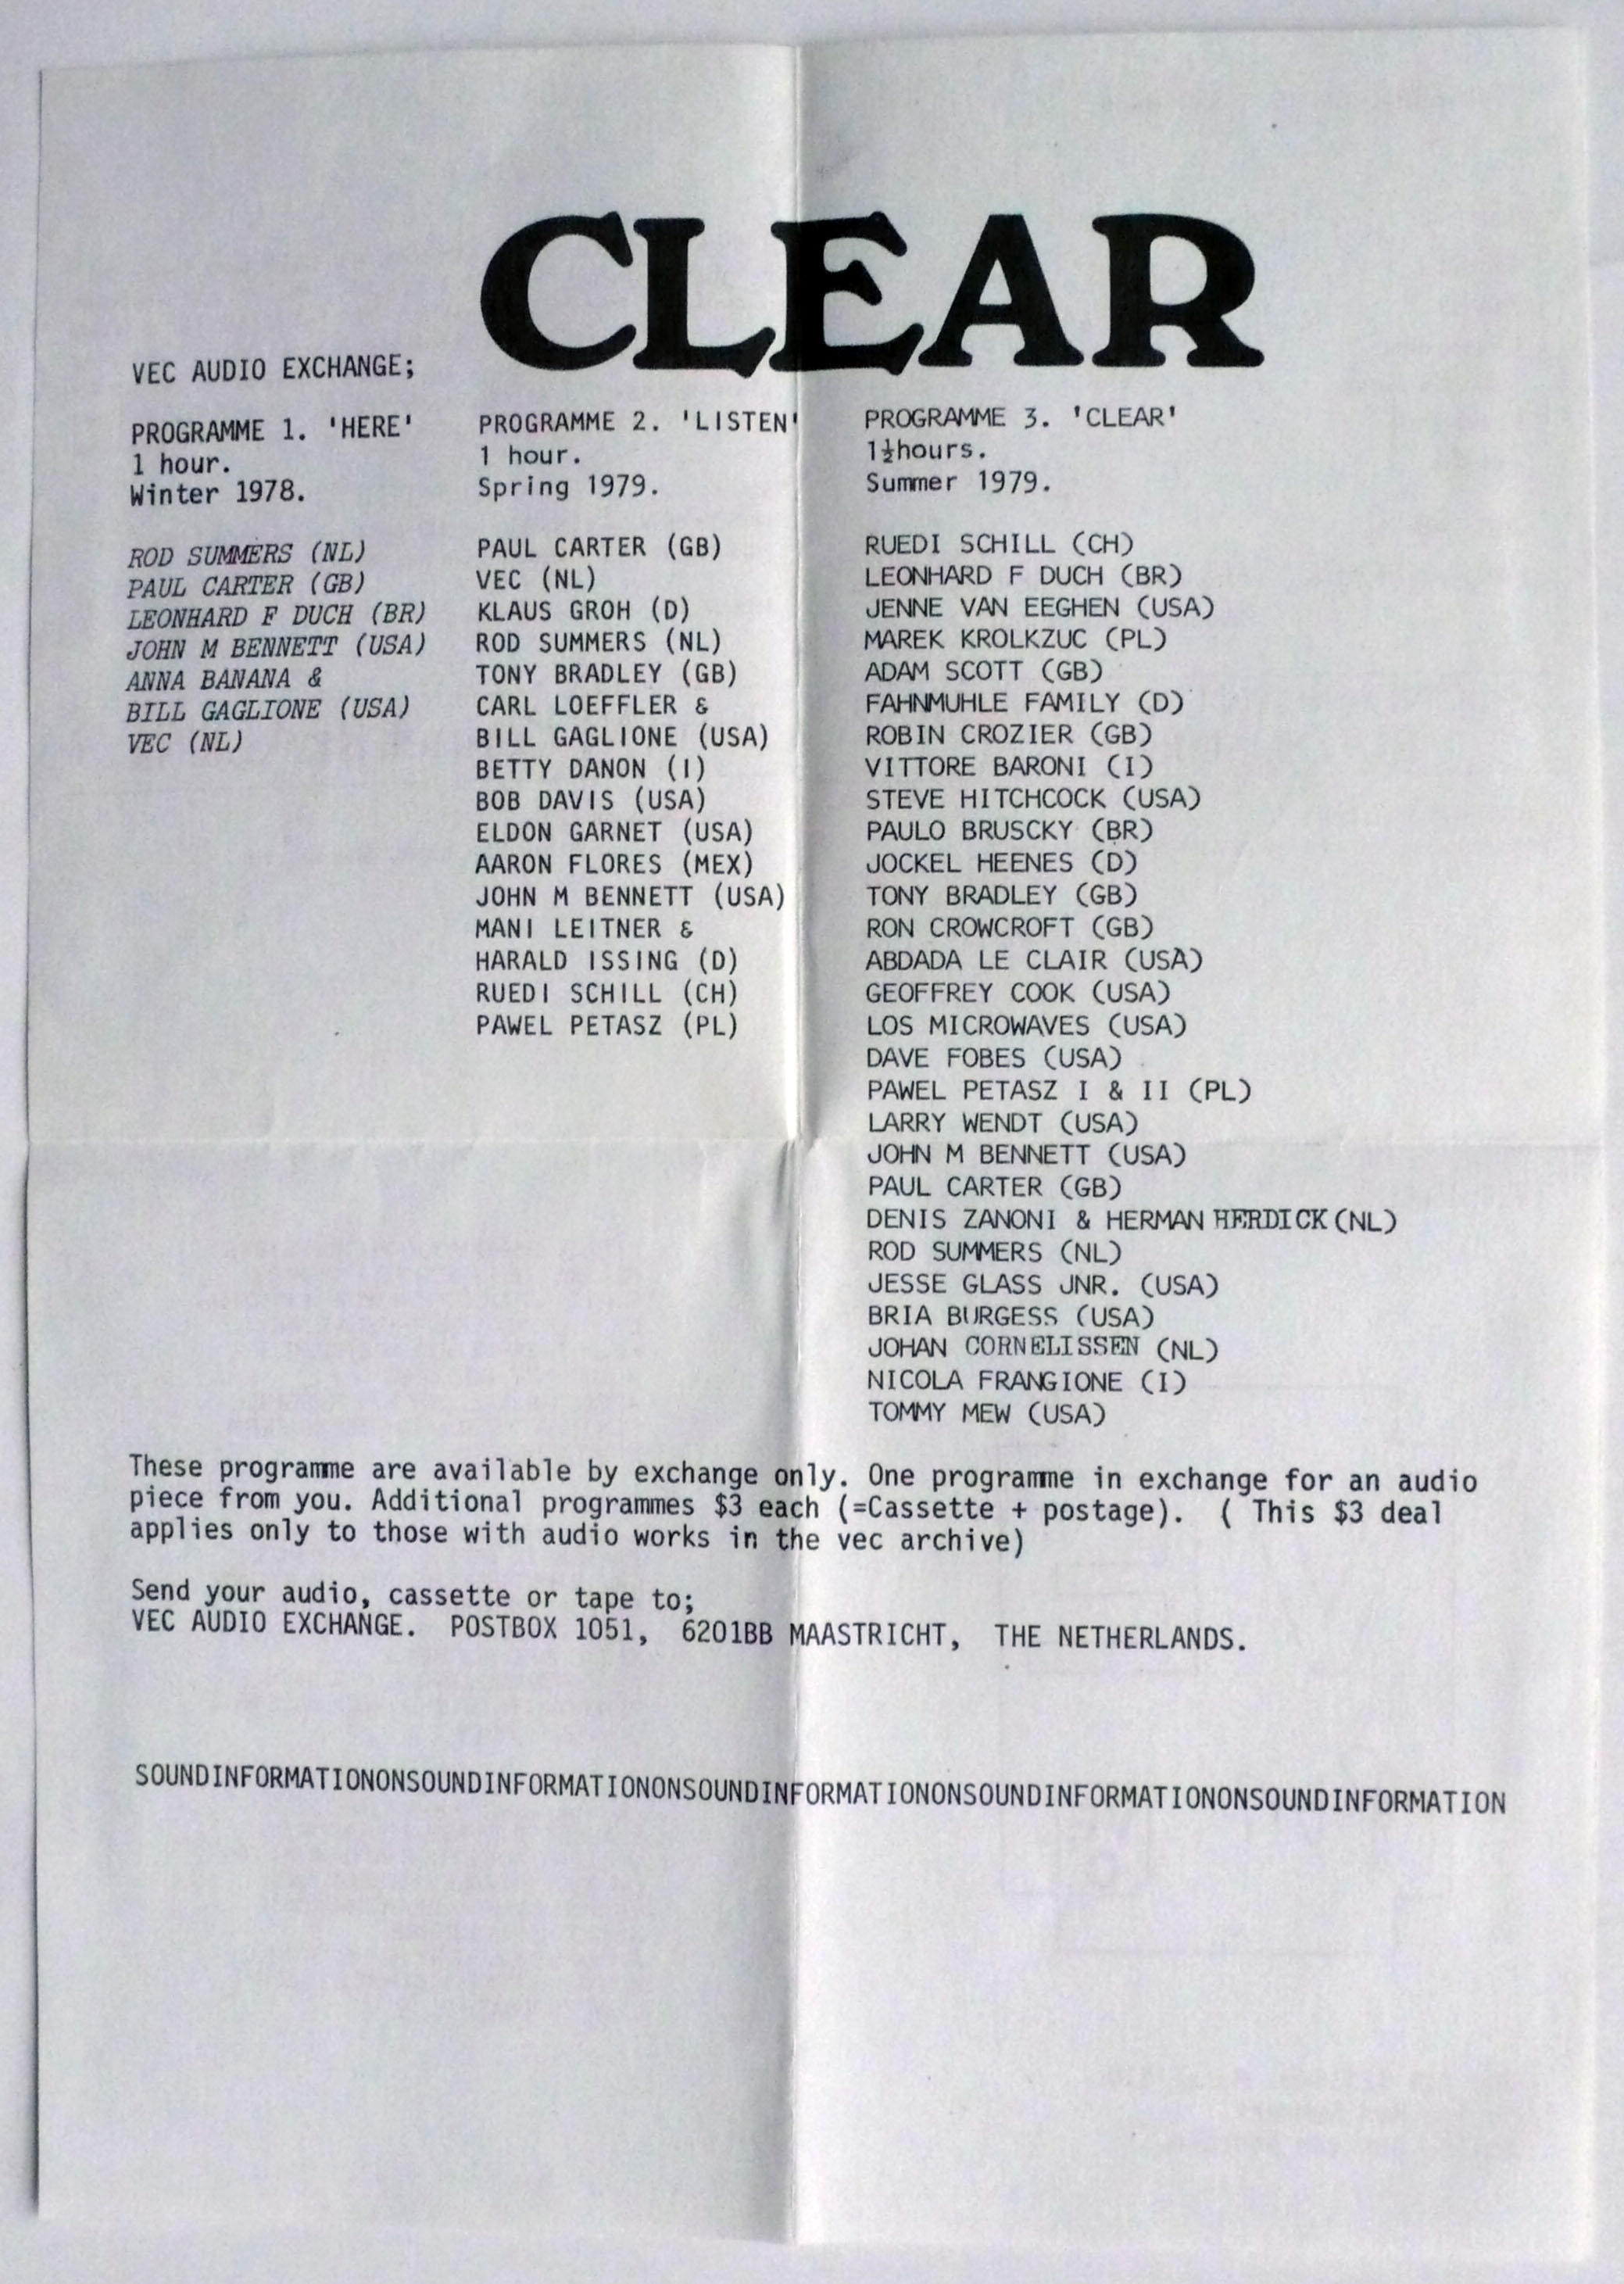 CLEAR
VEC AUDIO EXCHANGE;
PROGRAMME 1. 'HERE'
1 hour.
Winter 1978.
ROD SUMMERS (NL)
PAUL CARTER (GB)
LEONHARD F DUCH (BR)
JOHN M BENNETT (USA)
ANNA BANANA &
BILL GAGLIONE (USA)
VEC (NL)
PROGRAMME 2. 'LISTEN'
1 hour.
Spring 1979.
PAUL CARTER (GB)
VEC (NL)
KLAUS GROH (D)
ROD SUMMERS (NL)
TONY BRADLEY (GB)
CARL LOEFFLER &
BILL GAGLIONE (USA)
BETTY DANON (I)
BOB DAVIS (USA)
ELDON GARNET (USA)
AARON FLORES (MEX)
JOHN M BENNETT (USA)
MANI LEITNER &
HARALD ISSING (D)
RUEDI SCHILL (CH)
PAWEL PETASZ (PL)
PROGRAMME 3. 'CLEAR'
1½hours.
Summer 1979.
RUEDI SCHILL (CH)
LEONHARD F DUCH (BR)
JENNE VAN EEGHEN (USA)
MAREK KROLKZUC (PL)
ADAM SCOTT (GB)
FAHNMUHLE FAMILY (D)
ROBIN CROZIER (GB)
VITTORE BARONI (I)
STEVE HITCHCOCK (USA)
PAULO BRUSCKY (BR)
JOCKEL HEENES (D)
TONY BRADLEY (GB)
RON CROWCROFT (GB)
ABDADA LE CLAIR (USA)
GEOFFREY COOK (USA)
LOS MICROWAVES (USA)
DAVE FOBES (USA)
PAWEL PETASZ I & II (PL)
LARRY WENDT (USA)
JOHN M BENNETT (USA)
PAUL CARTER (GB)
DENIS ZANONI & HERMAN HERDICK (NL)
ROD SUMMERS (NL)
JESSE GLASS JNR. (USA)
BRIA BURGESS (USA)
JOHAN CORNELISSEN (NL)
NICOLA FRANGIONE (I)
TOMMY MEW (USA)
These programme are available by exchange only. One programme in exchange for an audio
piece from you. Additional programmes $3 each (=Cassette + postage). ( This $3 deal
applies only to those with audio works in the vec archive)
Send your audio, cassette or tape to;
VEC AUDIO EXCHANGE. POSTBOX 1051, 6201BB MAASTRICHT, THE NETHERLANDS.
SOUNDINFORMATIONONSOUNDINFORMATIONONSOUNDINFORMATIONONSOUNDINFORMATIONONSOUNDINFORMATION